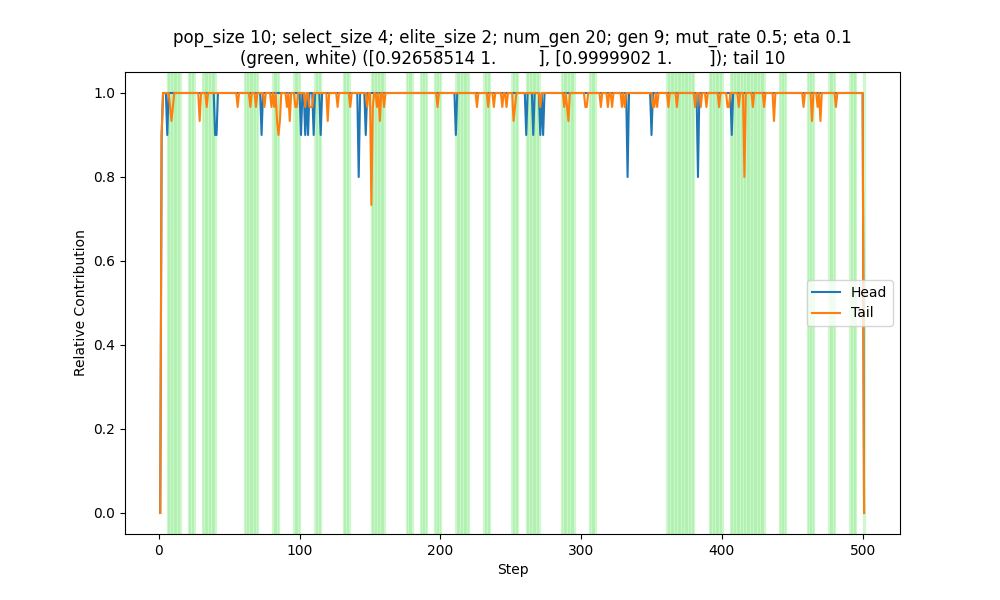 pop_size 10; select_size 4; elite_size 2; num_gen 20; gen 9; mut_rate 0.5; eta 0.1
(green, white) ([0.92658514 1.        ], [0.9999902 1.        ]); tail 10
1.0
0.8
0.6
0.4
0.2
0.0
Relative Contribution
Head
Tail
0
100
200
300
400
500
Step